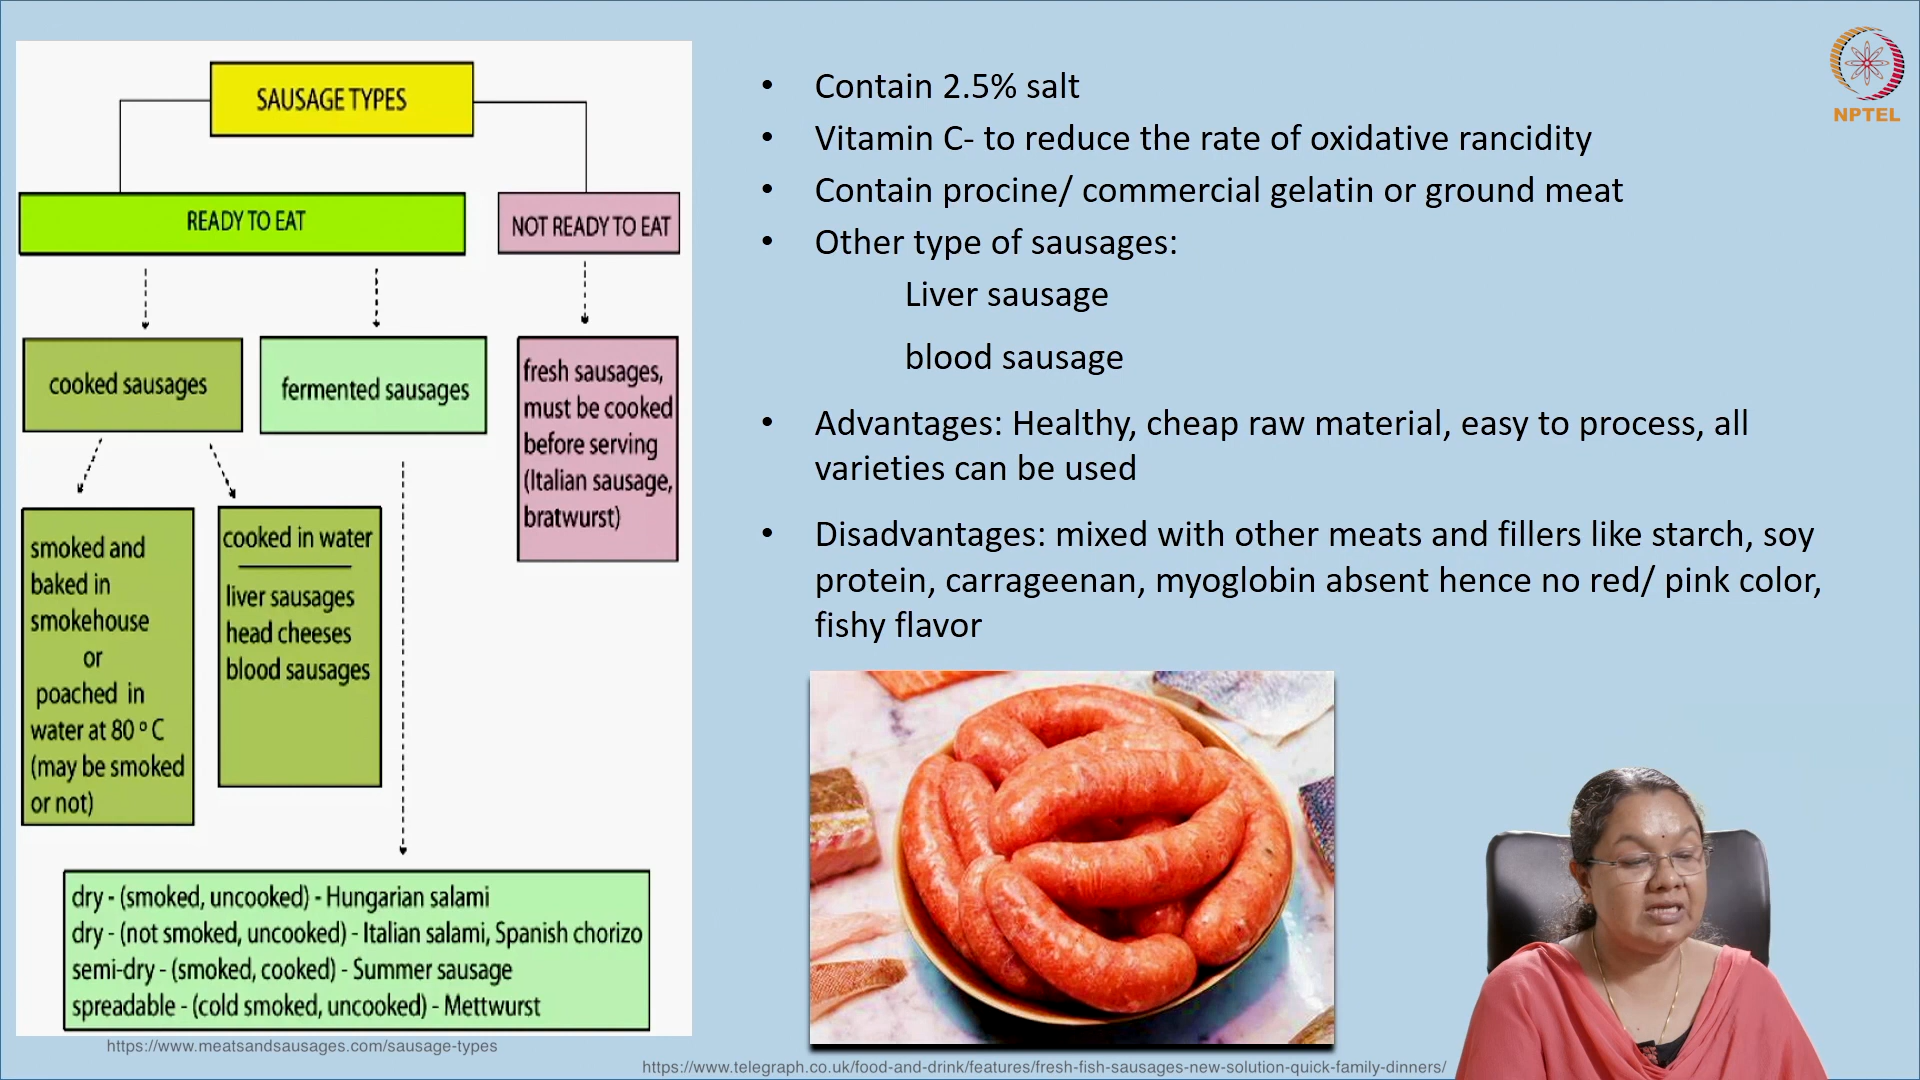 SAUSAGE TYPES
READY TO EAT
NOT READY TO EAT
cooked sausages
fermented sausages
fresh sausages,
must be cooked
before serving
(Italian sausage,
bratwurst)
smoked and
baked in
smokehouse
or
poached in
water at 80 º C
(may be smoked
or not)
cooked in water
liver sausages
head cheeses
blood sausages
dry - (smoked, uncooked) - Hungarian salami
dry - (not smoked, uncooked) - Italian salami, Spanish chorizo
semi-dry - (smoked, cooked) - Summer sausage
spreadable - (cold smoked, uncooked) - Mettwurst
https://www.meatsandsausages.com/sausage-types
• Contain 2.5% salt
• Vitamin C- to reduce the rate of oxidative rancidity
• Contain procine/ commercial gelatin or ground meat
• Other type of sausages:
Liver sausage
blood sausage
• Advantages: Healthy, cheap raw material, easy to process, all
varieties can be used
• Disadvantages: mixed with other meats and fillers like starch, soy
protein, carrageenan, myoglobin absent hence no red/ pink color,
fishy flavor
https://www.telegraph.co.uk/food-and-drink/features/fresh-fish-sausages-new-solution-quick-family-dinners/
NPTEL